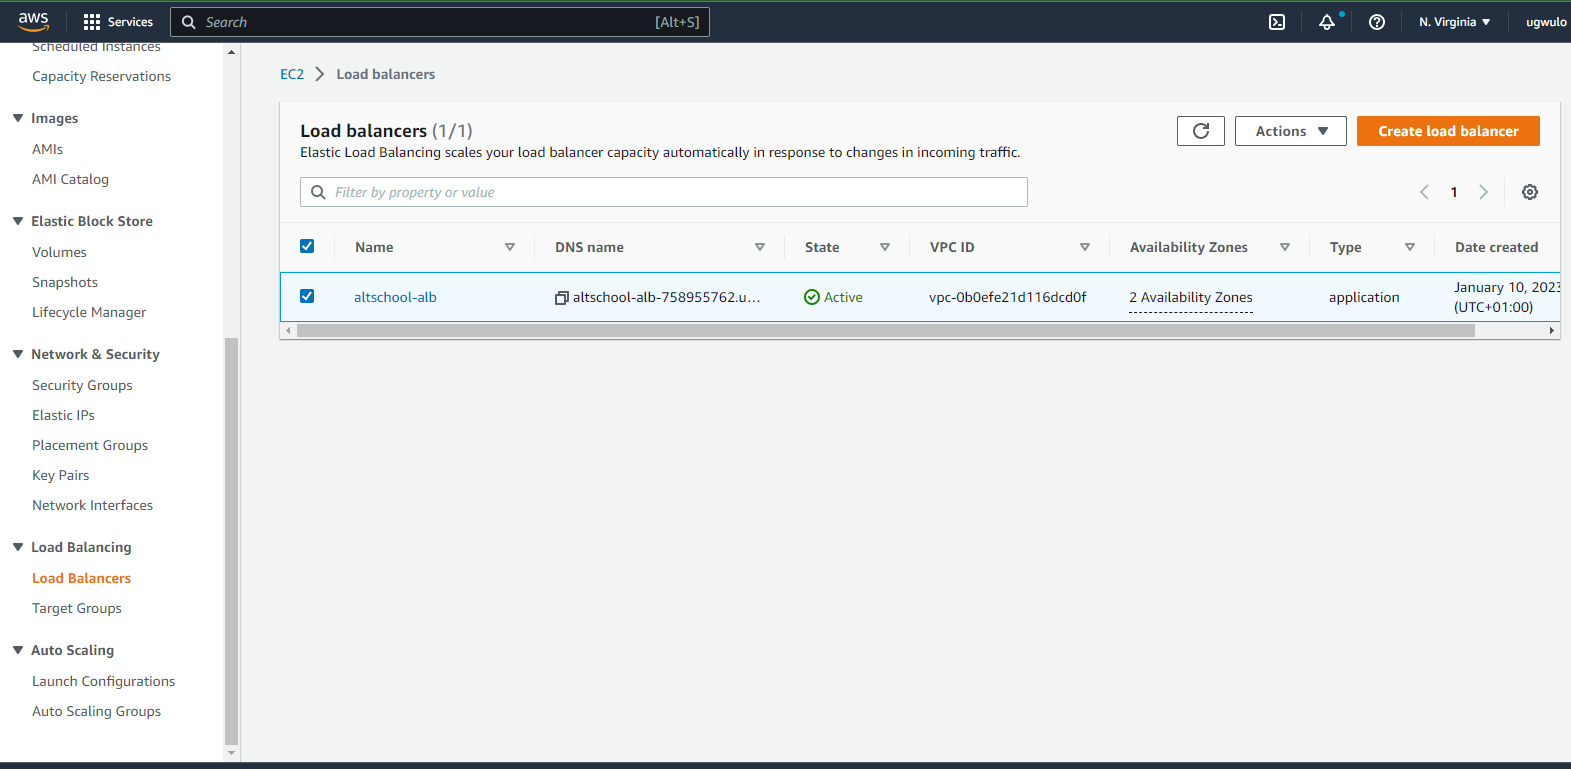 aws
Services
Search
[Alt+S]
N. Virginia
ugwulo
Scheduled Instances
Capacity Reservations
Images
AMIs
AMI Catalog
Elastic Block Store
Volumes
Snapshots
Lifecycle Manager
Network & Security
Security Groups
Elastic IPs
Placement Groups
Key Pairs
Network Interfaces
Load Balancing
Load Balancers
Target Groups
Auto Scaling
Launch Configurations
Auto Scaling Groups
EC2 > Load balancers
Load balancers (1/1)
Elastic Load Balancing scales your load balancer capacity automatically in response to changes in incoming traffic.
Actions
Create load balancer
Filter by property or value
1
Name DNS name State VPC ID Availability Zones Type Date created
altschool-alb altschool-alb-758955762.u... Active vpc-0b0efe21d116dcd0f 2 Availability Zones application January 10, 2023
(UTC+01:00)